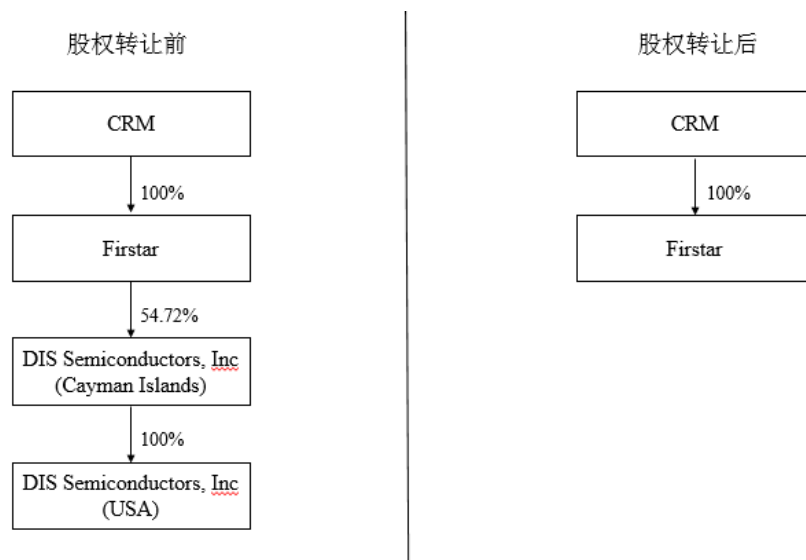 股权转让前
CRM
100%
Firstar
54.72%
DIS Semiconductors, Inc
(Cayman Islands)
100%
DIS Semiconductors, Inc
(USA)
股权转让后
CRM
100%
Firstar